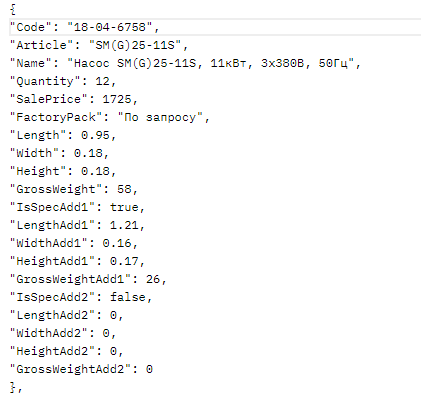 {
"Code": "18-04-6758",
"Article": "SM(G)25-11S",
"Name": "Насос SM(G)25-11S, 11кВт, 3х380В, 50Гц",
"Quantity": 12,
"SalePrice": 1725,
"FactoryPack": "По запросу",
"Length": 0.95,
"Width": 0.18,
"Height": 0.18,
"GrossWeight": 58,
"IsSpecAdd1": true,
"LengthAdd1": 1.21,
"WidthAdd1": 0.16,
"HeightAdd1": 0.17,
"GrossWeightAdd1": 26,
"IsSpecAdd2": false,
"LengthAdd2": 0,
"WidthAdd2": 0,
"HeightAdd2": 0,
"GrossWeightAdd2": 0
},